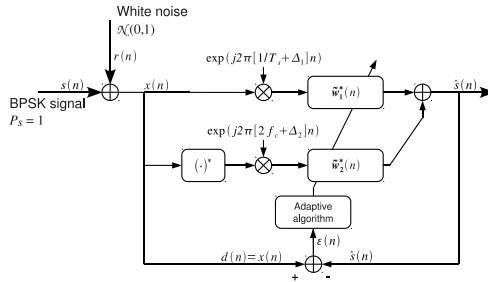 White noise
𝒩(0,1)
r(n)
s(n)
x(n)
BPSK signal
P_s = 1
exp(j2π[1/T_s+Δ_1]n)
w̃_1^*(n)
ŝ(n)
exp(j2π[2f_c+Δ_2]n)
(·)^*
w̃_2^*(n)
Adaptive
algorithm
ε(n)
d(n)=x(n)
ŝ(n)
+
-